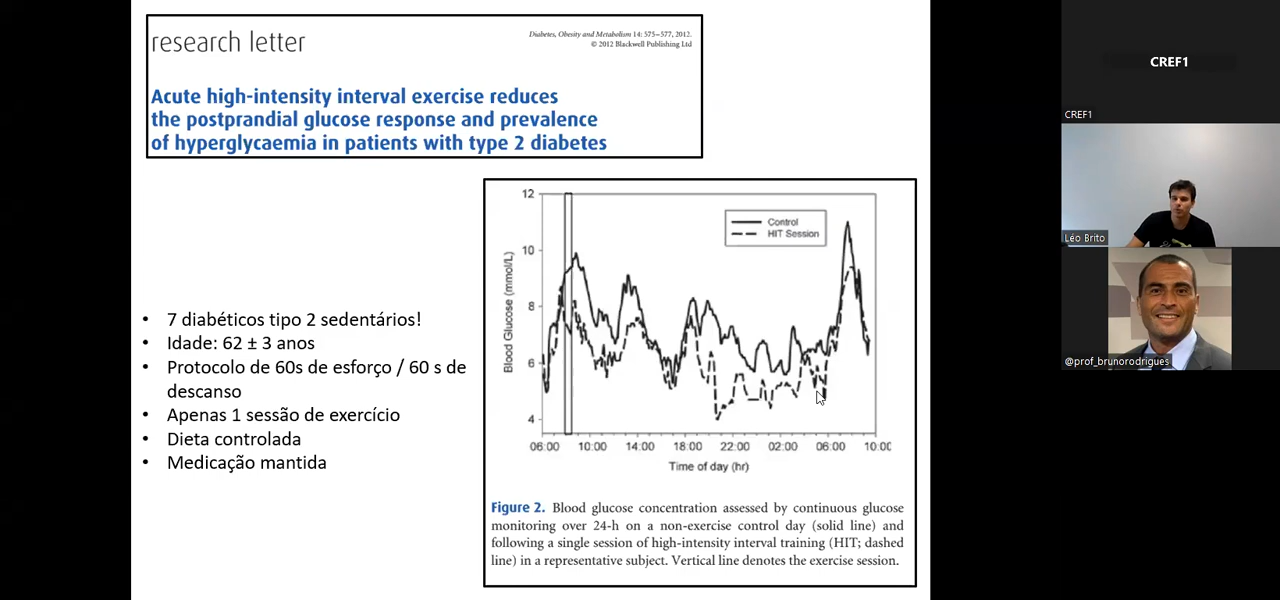 research letter
Diabetes, Obesity and Metabolism 14: 575–577, 2012.
© 2012 Blackwell Publishing Ltd
Acute high-intensity interval exercise reduces
the postprandial glucose response and prevalence
of hyperglycaemia in patients with type 2 diabetes
• 7 diabéticos tipo 2 sedentários!
• Idade: 62 ± 3 anos
• Protocolo de 60s de esforço / 60 s de
descanso
• Apenas 1 sessão de exercício
• Dieta controlada
• Medicação mantida
12
10
8
6
4
Blood Glucose (mmol/L)
Control
HIT Session
06:00 10:00 14:00 18:00 22:00 02:00 06:00 10:00
Time of day (hr)
Figure 2. Blood glucose concentration assessed by continuous glucose
monitoring over 24-h on a non-exercise control day (solid line) and
following a single session of high-intensity interval training (HIT; dashed
line) in a representative subject. Vertical line denotes the exercise session.
CREF1
CREF1
Léo Brito
@prof_brunorodrigues